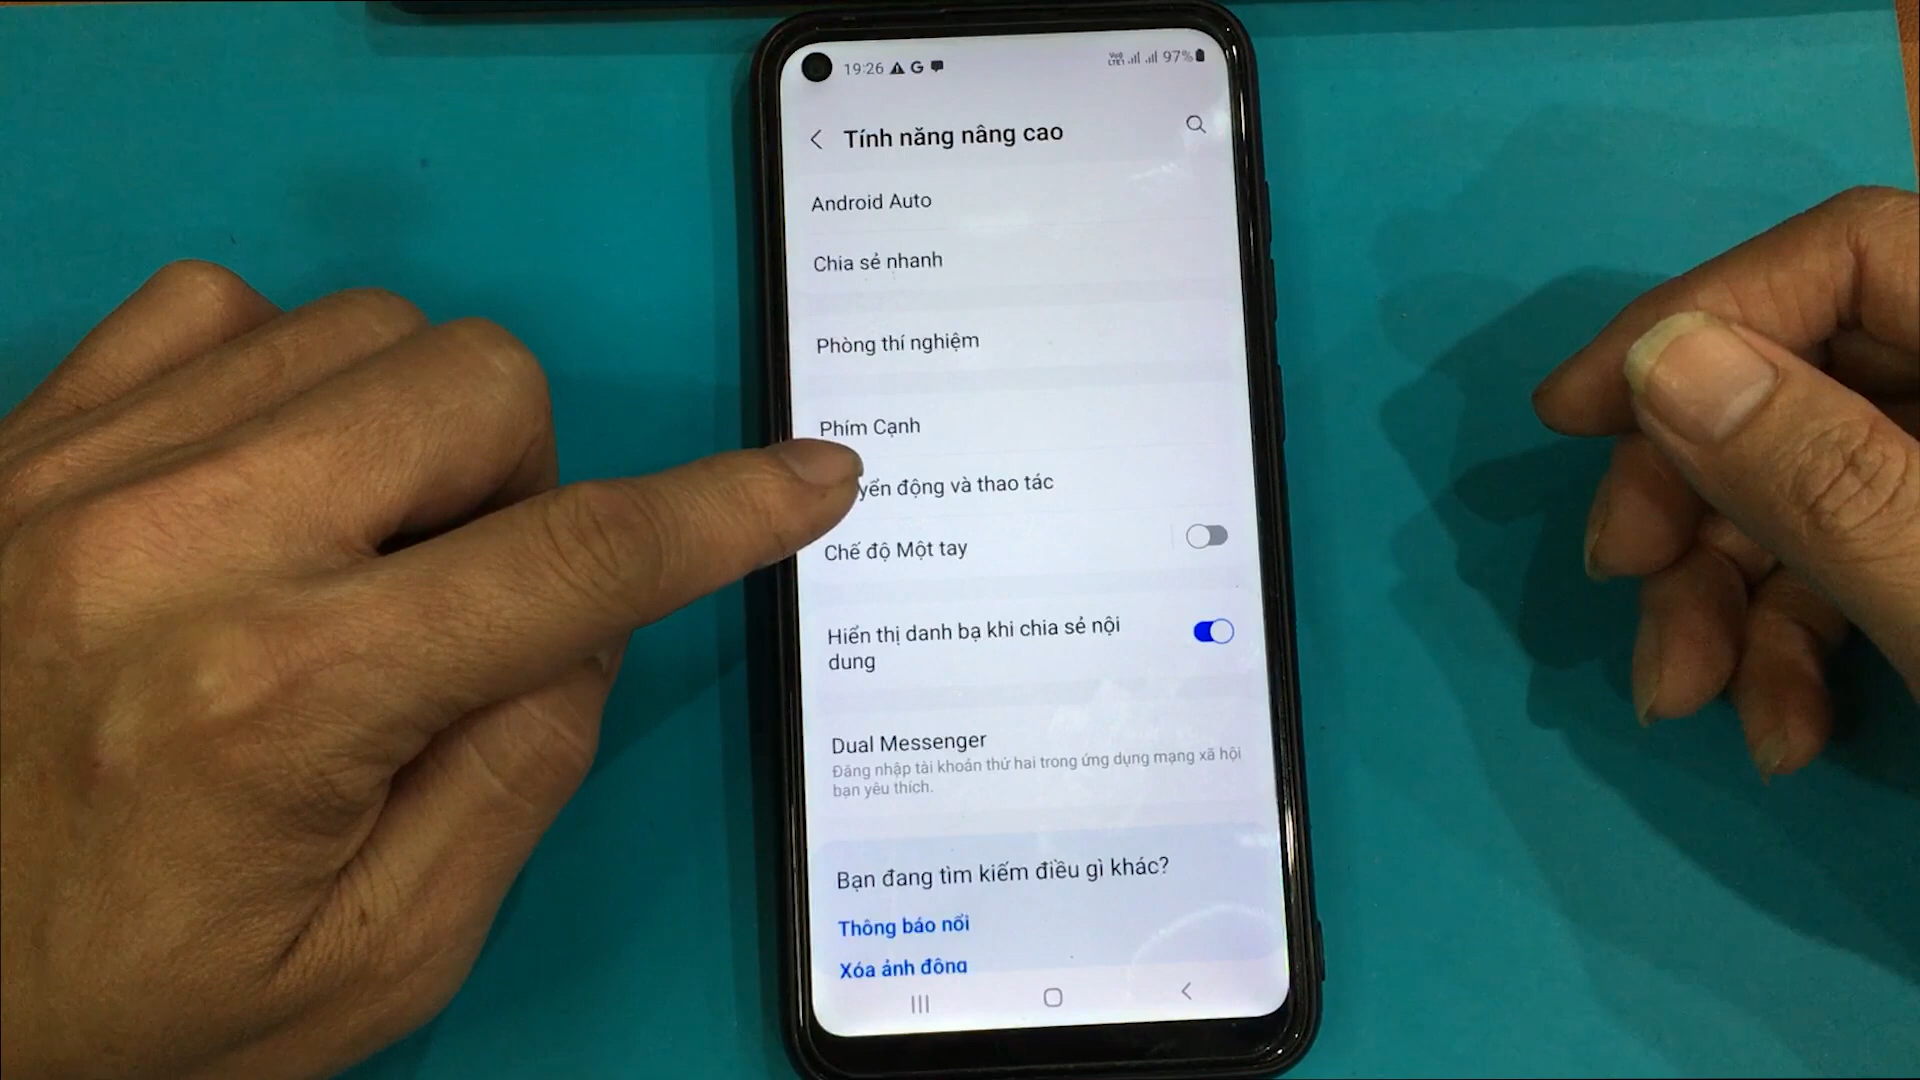 19:26 G 97%
Tính năng nâng cao
Android Auto
Chia sẻ nhanh
Phòng thí nghiệm
Phím Cạnh
yển động và thao tác
Chế độ Một tay
Hiển thị danh bạ khi chia sẻ nội
dung
Dual Messenger
Đăng nhập tài khoản thứ hai trong ứng dụng mạng xã hội
bạn yêu thích.
Bạn đang tìm kiếm điều gì khác?
Thông báo nổi
Xóa ảnh động